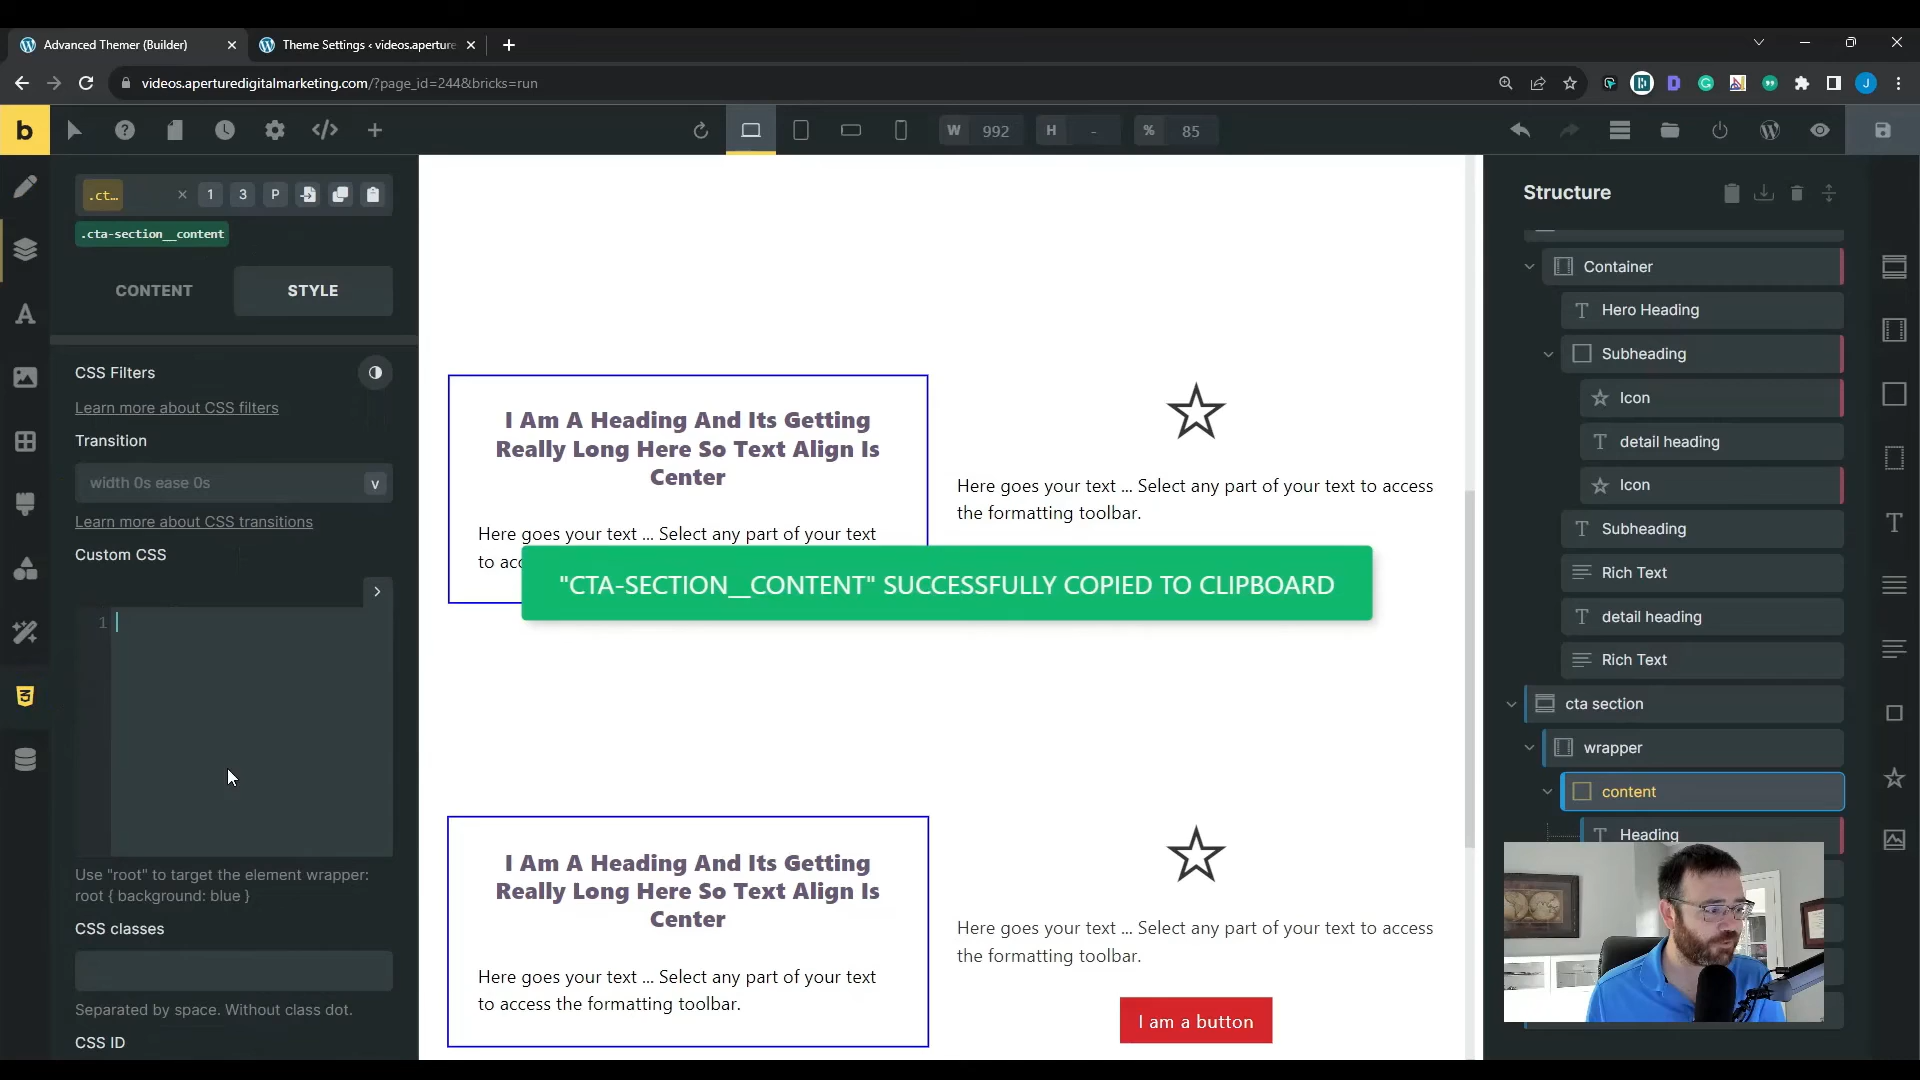 Advanced Themer (Builder)
Theme Settings ‹ videos.aperture
videos.aperturedigitalmarketing.com/?page_id=244&bricks=run
J
b
W 992 H - % 85
.ct...
1 3 P
.cta-section__content
CONTENT STYLE
CSS Filters
Learn more about CSS filters
Transition
width 0s ease 0s
v
Learn more about CSS transitions
Custom CSS
1
Use "root" to target the element wrapper:
root { background: blue }
CSS classes
Separated by space. Without class dot.
CSS ID
I Am A Heading And Its Getting
Really Long Here So Text Align Is
Center
Here goes your text ... Select any part of your text
to acc
Here goes your text ... Select any part of your text to access
the formatting toolbar.
"CTA-SECTION__CONTENT" SUCCESSFULLY COPIED TO CLIPBOARD
I Am A Heading And Its Getting
Really Long Here So Text Align Is
Center
Here goes your text ... Select any part of your text
to access the formatting toolbar.
Here goes your text ... Select any part of your text to access
the formatting toolbar.
I am a button
Structure
Container
Hero Heading
Subheading
Icon
detail heading
Icon
Subheading
Rich Text
detail heading
Rich Text
cta section
wrapper
content
Heading